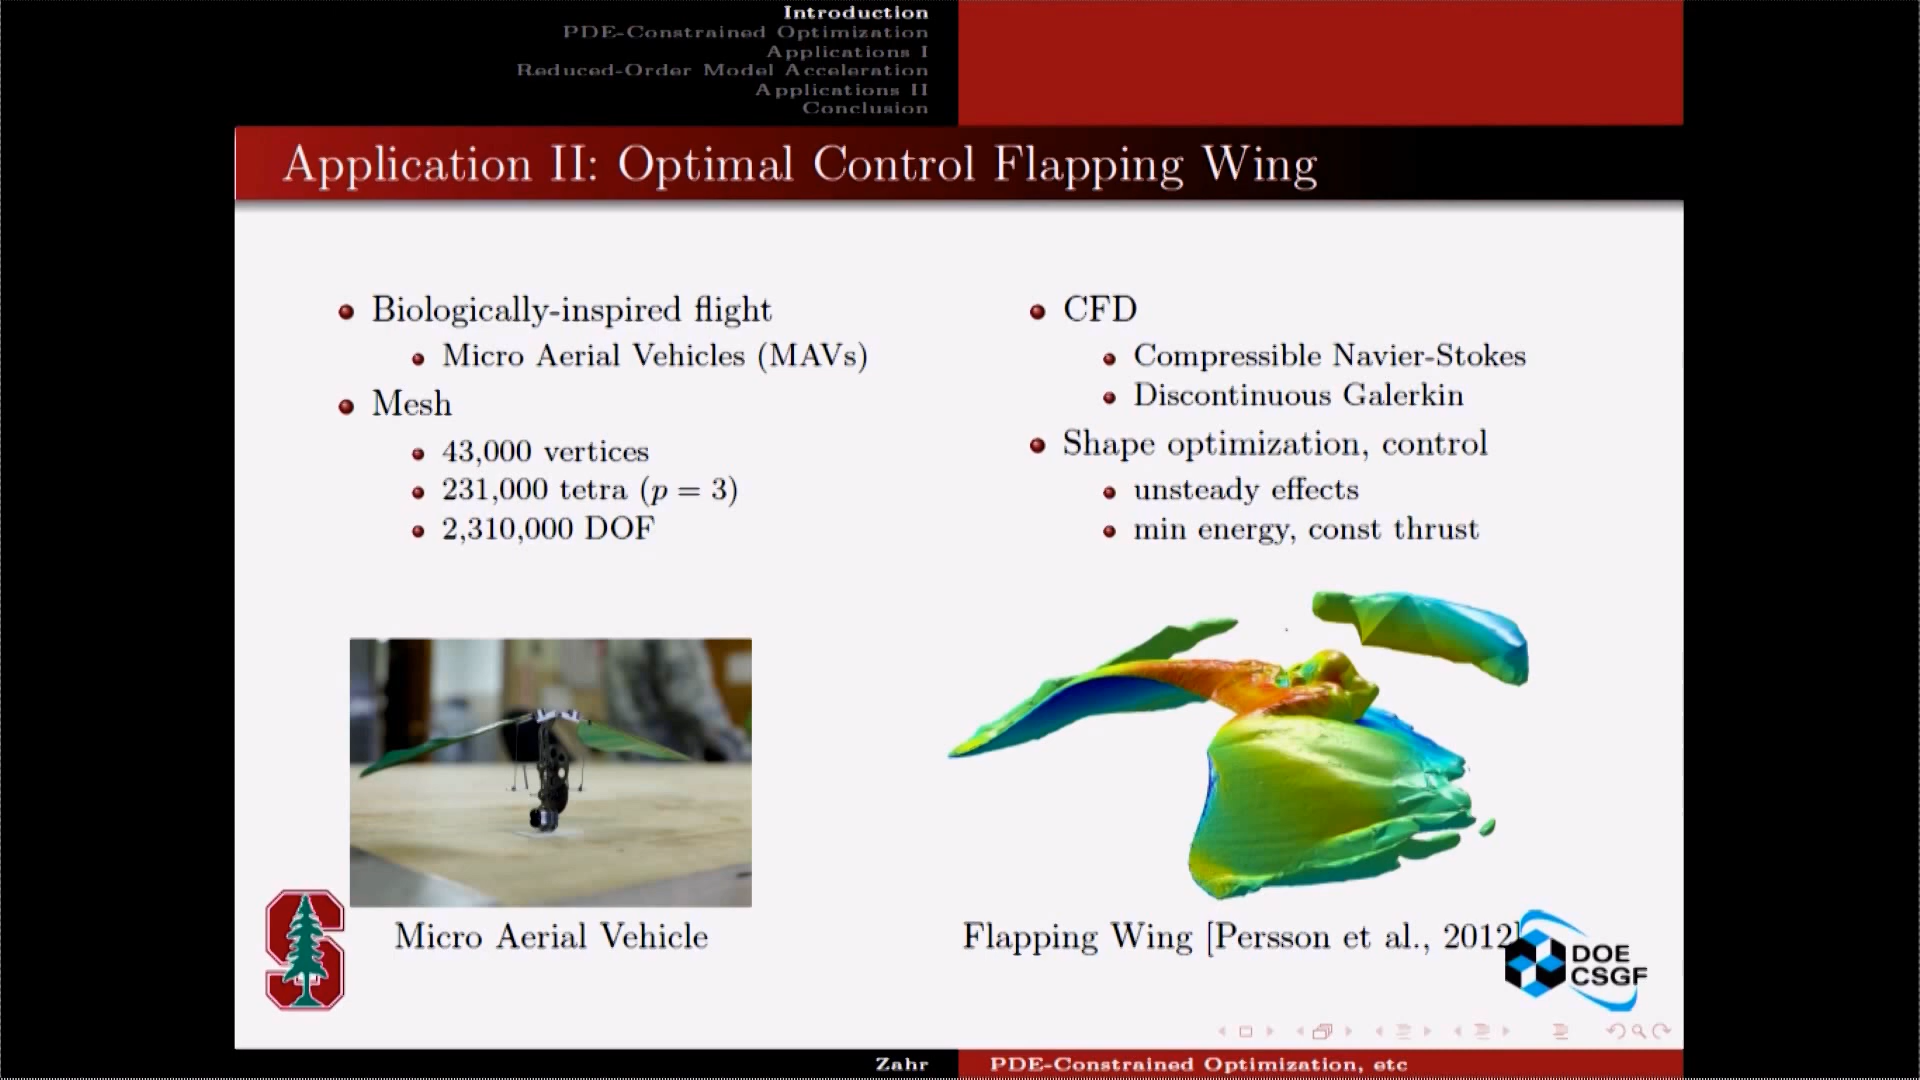 Introduction
PDE-Constrained Optimization
Applications I
Reduced-Order Model Acceleration
Applications II
Conclusion
Application II: Optimal Control Flapping Wing
Biologically-inspired flight
Micro Aerial Vehicles (MAVs)
Mesh
43,000 vertices
231,000 tetra (p = 3)
2,310,000 DOF
CFD
Compressible Navier-Stokes
Discontinuous Galerkin
Shape optimization, control
unsteady effects
min energy, const thrust
Micro Aerial Vehicle
Flapping Wing [Persson et al., 2012]
DOE
CSGF
Zahr
PDE-Constrained Optimization, etc